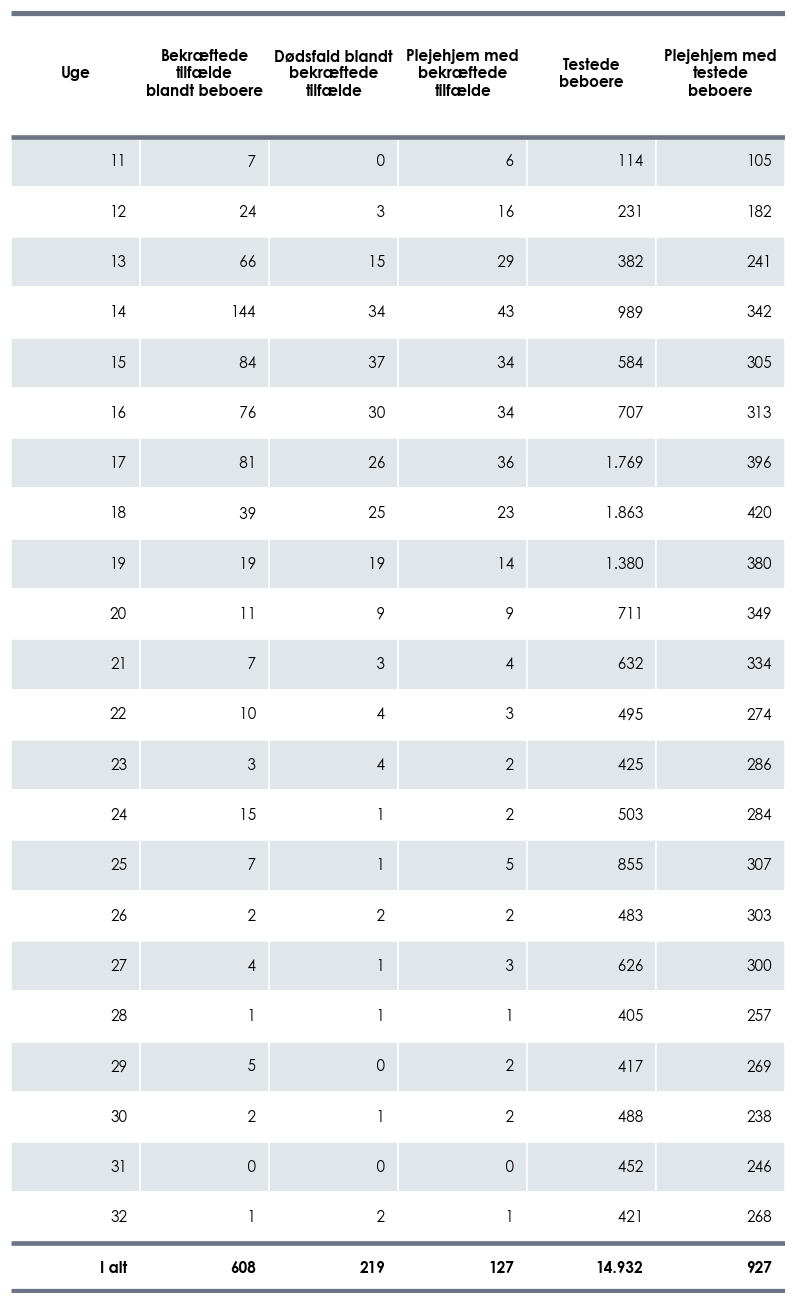 Uge Bekræftede tilfælde blandt beboere Dødsfald blandt bekræftede tilfælde Plejehjem med bekræftede tilfælde Testede beboere Plejehjem med testede beboere
11 7 0 6 114 105
12 24 3 16 231 182
13 66 15 29 382 241
14 144 34 43 989 342
15 84 37 34 584 305
16 76 30 34 707 313
17 81 26 36 1.769 396
18 39 25 23 1.863 420
19 19 19 14 1.380 380
20 11 9 9 711 349
21 7 3 4 632 334
22 10 4 3 495 274
23 3 4 2 425 286
24 15 1 2 503 284
25 7 1 5 855 307
26 2 2 2 483 303
27 4 1 3 626 300
28 1 1 1 405 257
29 5 0 2 417 269
30 2 1 2 488 238
31 0 0 0 452 246
32 1 2 1 421 268
I alt 608 219 127 14.932 927